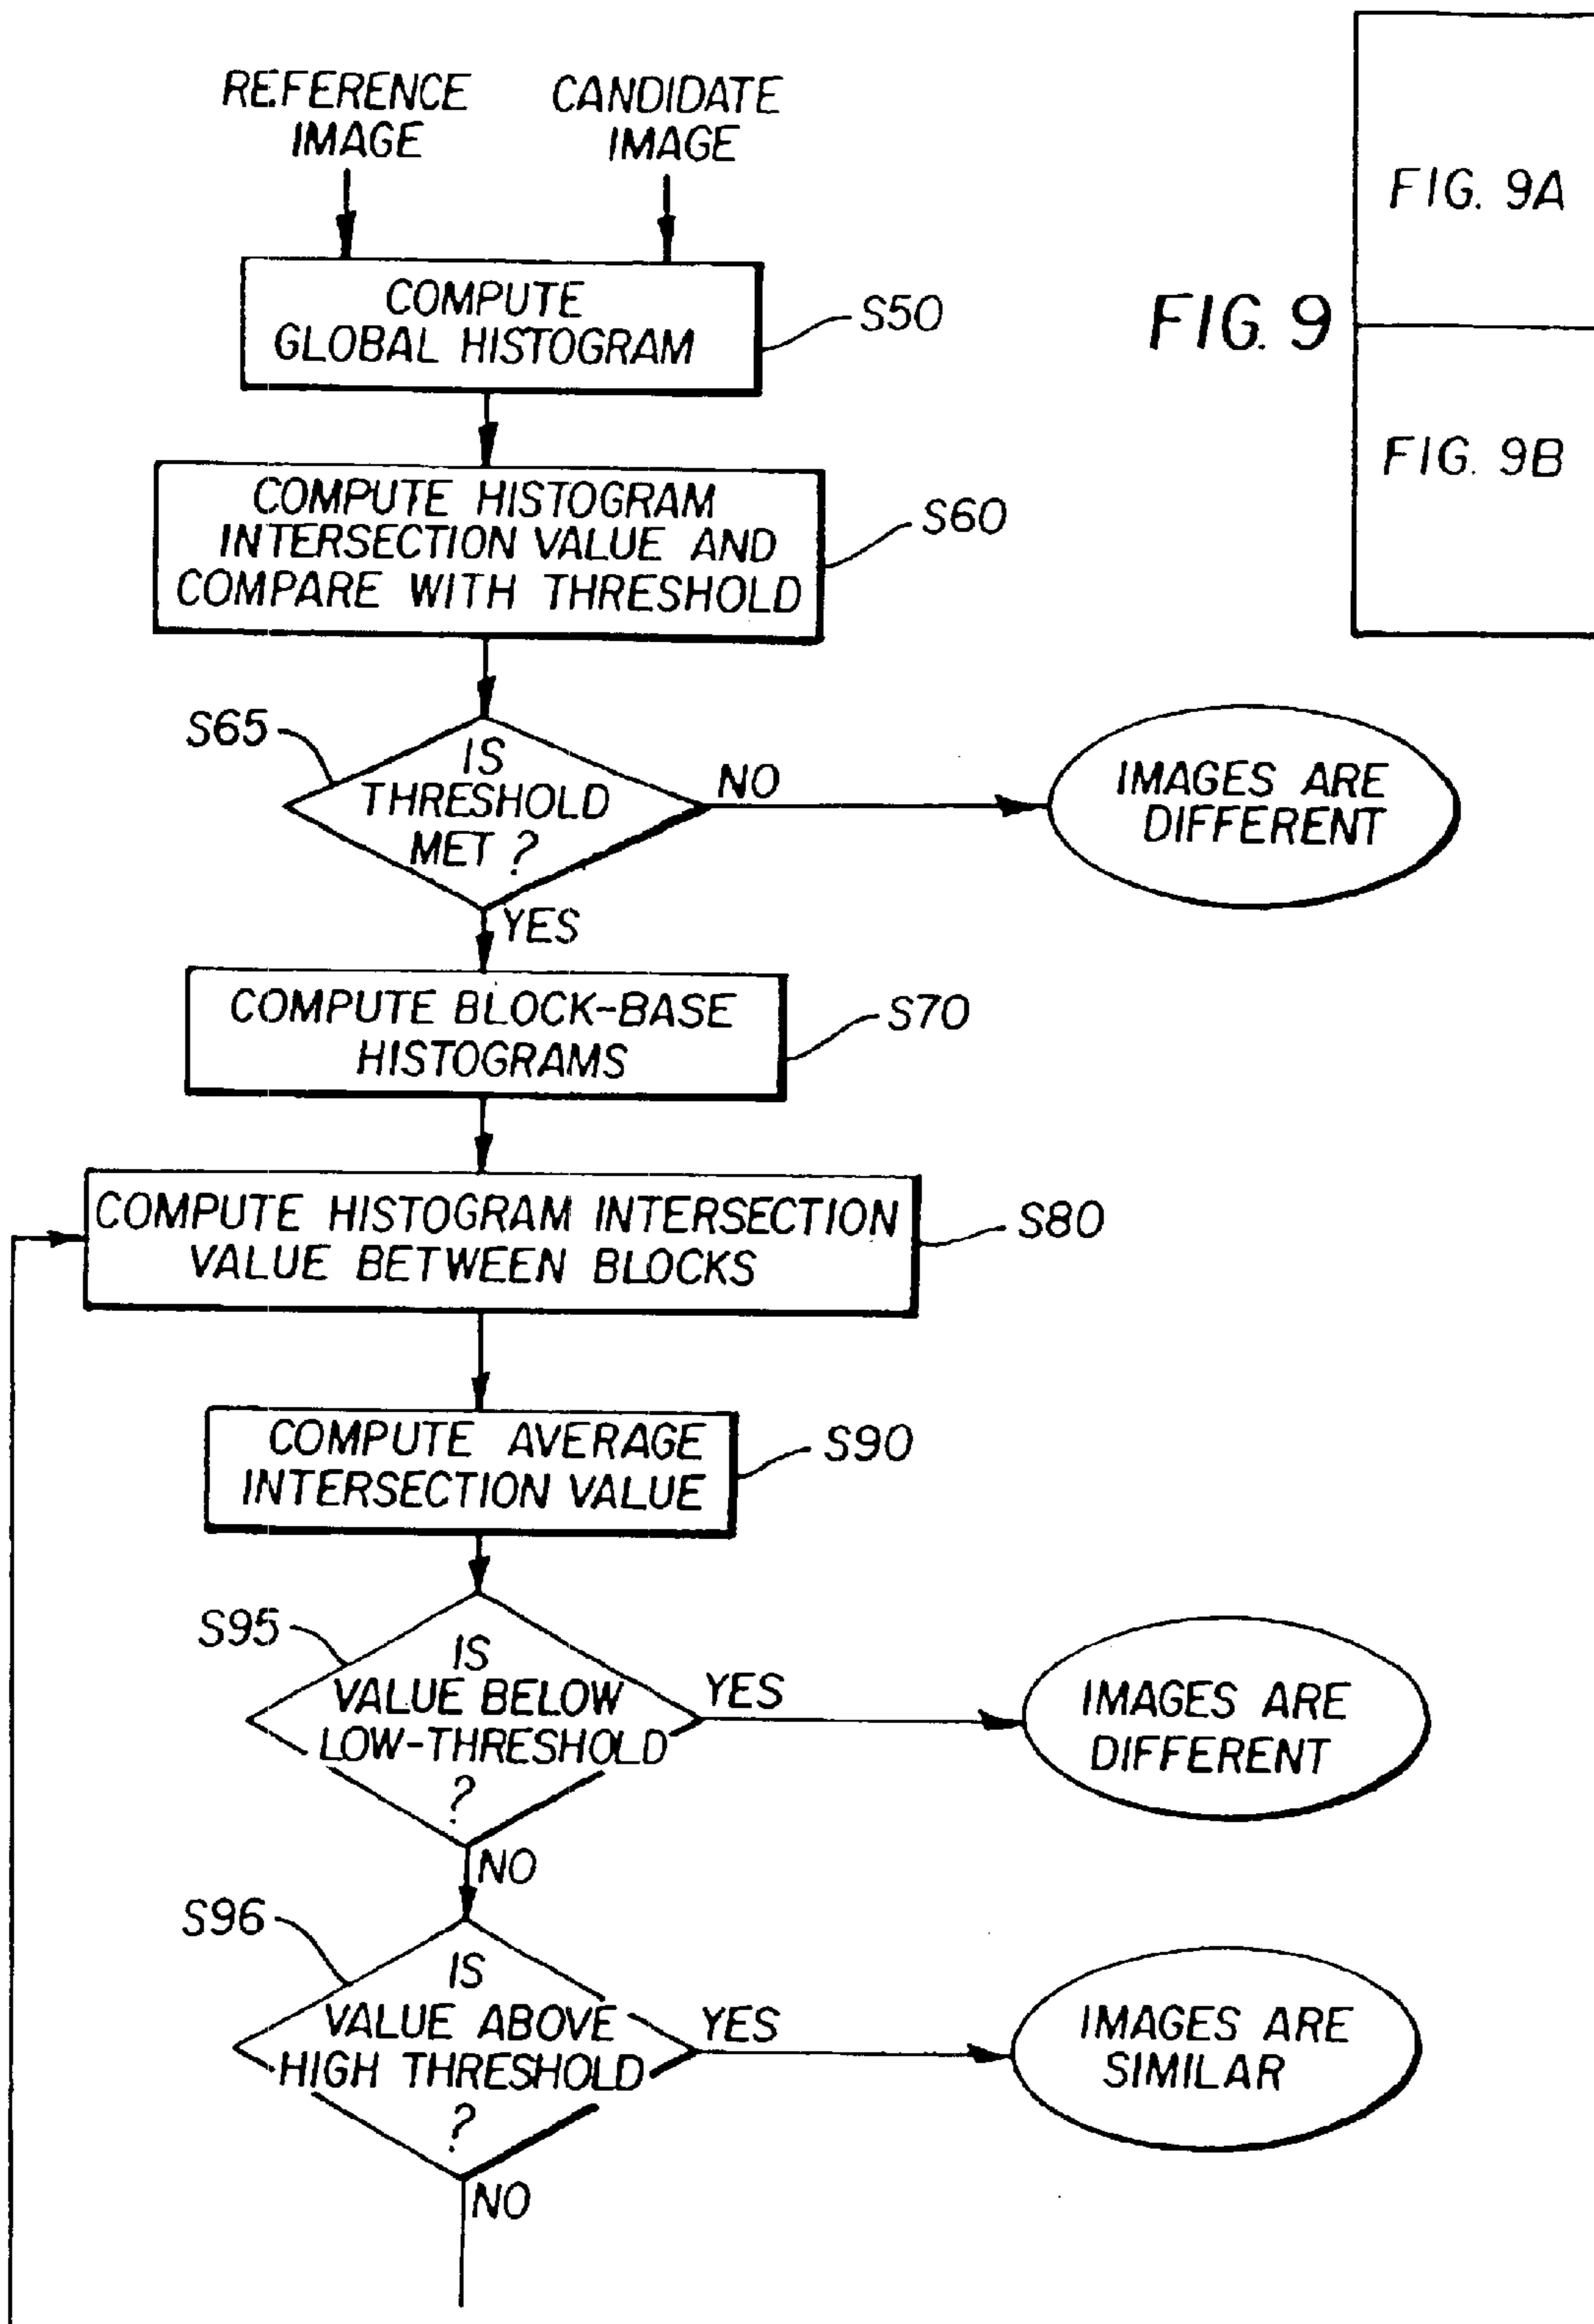 REFERENCE
IMAGE
CANDIDATE
IMAGE
COMPUTE
GLOBAL HISTOGRAM
S50
FIG. 9
FIG. 9A
FIG. 9B
COMPUTE HISTOGRAM
INTERSECTION VALUE AND
COMPARE WITH THRESHOLD
S60
S65
IS
THRESHOLD
MET ?
NO
IMAGES ARE
DIFFERENT
YES
COMPUTE BLOCK-BASE
HISTOGRAMS
S70
COMPUTE HISTOGRAM INTERSECTION
VALUE BETWEEN BLOCKS
S80
COMPUTE AVERAGE
INTERSECTION VALUE
S90
S95
IS
VALUE BELOW
LOW-THRESHOLD
?
YES
IMAGES ARE
DIFFERENT
NO
S96
IS
VALUE ABOVE
HIGH THRESHOLD
?
YES
IMAGES ARE
SIMILAR
NO